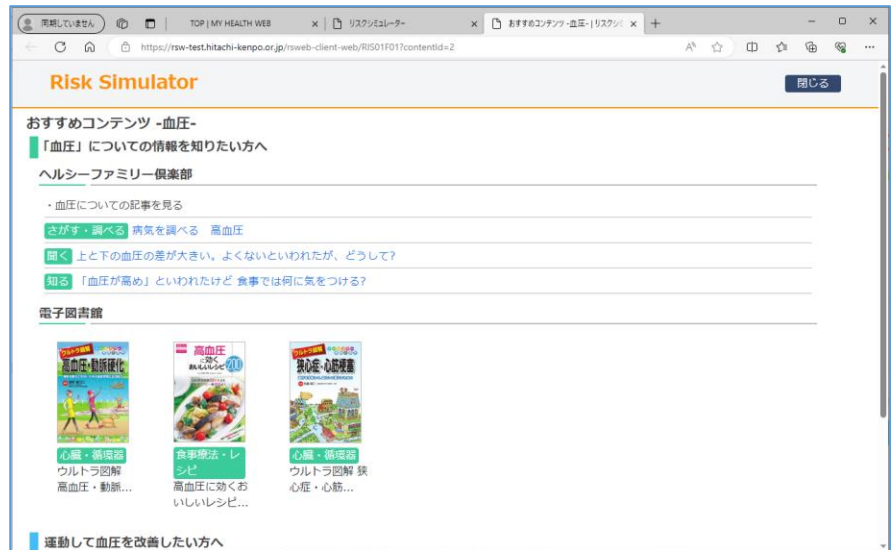 同期していません
TOP | MY HEALTH WEB
リスクシミュレーター
おすすめコンテンツ -血圧- | リスクシ
https://rsw-test.hitachi-kenpo.or.jp/rsweb-client-web/RIS01F01?contentId=2
Risk Simulator
閉じる
おすすめコンテンツ -血圧-
「血圧」についての情報を知りたい方へ
ヘルシーファミリー倶楽部
・血圧についての記事を見る
さがす・調べる 病気を調べる 高血圧
聞く 上と下の血圧の差が大きい。よくないといわれたが、どうして?
知る 「血圧が高め」といわれたけど 食事では何に気をつける?
電子図書館
ウルトラ図解
高血圧・動脈硬化
高血圧
に効く
おいしいレシピ
200
ウルトラ図解
狭心症・心筋梗塞
心臓・循環器
ウルトラ図解
高血圧・動脈...
食事療法・レ
シピ
高血圧に効くお
いしいレシピ...
心臓・循環器
ウルトラ図解 狭
心症・心筋...
運動して血圧を改善したい方へ